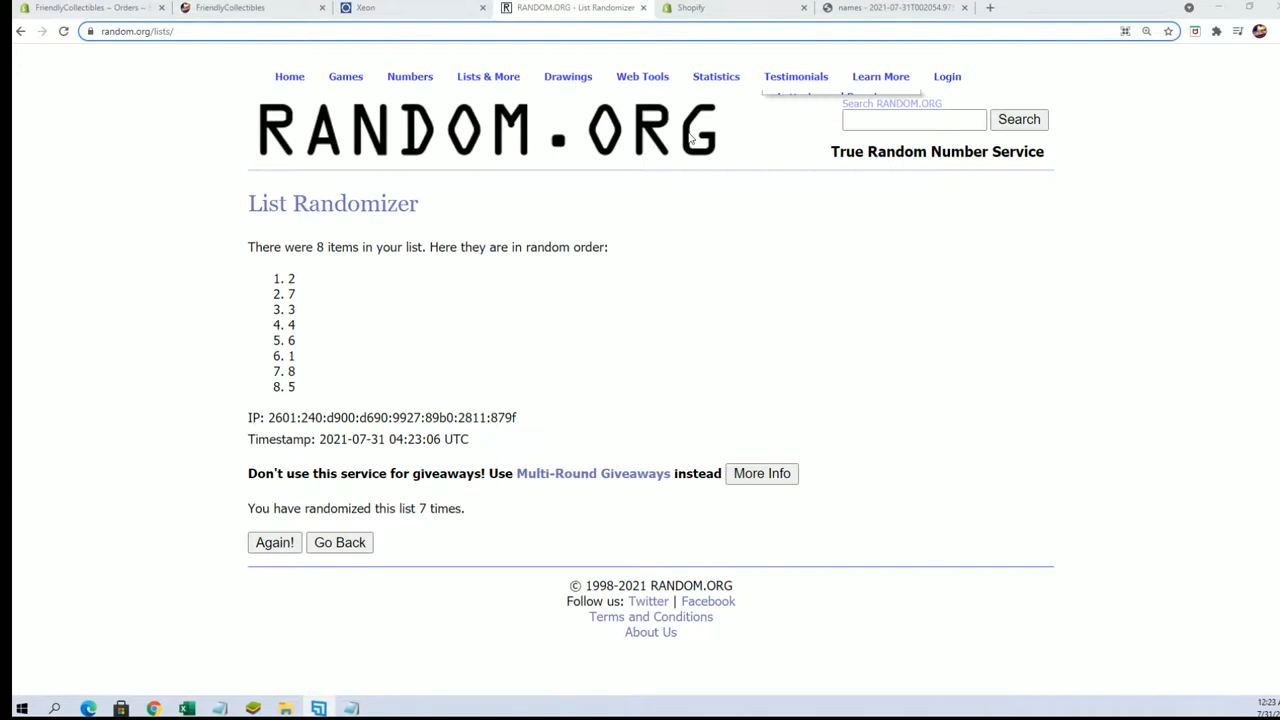 FriendlyCollectibles – Orders –
FriendlyCollectibles
Xeon
RANDOM.ORG - List Randomizer
Shopify
names - 2021-07-31T002054.97
random.org/lists/
Home
Games
Numbers
Lists & More
Drawings
Web Tools
Statistics
Testimonials
Learn More
Login
RANDOM.ORG
Search RANDOM.ORG
Search
True Random Number Service
List Randomizer
There were 8 items in your list. Here they are in random order:
1. 2
2. 7
3. 3
4. 4
5. 6
6. 1
7. 8
8. 5
IP: 2601:240:d900:d690:9927:89b0:2811:879f
Timestamp: 2021-07-31 04:23:06 UTC
Don't use this service for giveaways! Use Multi-Round Giveaways instead More Info
You have randomized this list 7 times.
Again! Go Back
© 1998-2021 RANDOM.ORG
Follow us: Twitter | Facebook
Terms and Conditions
About Us
12:23
7/31/2